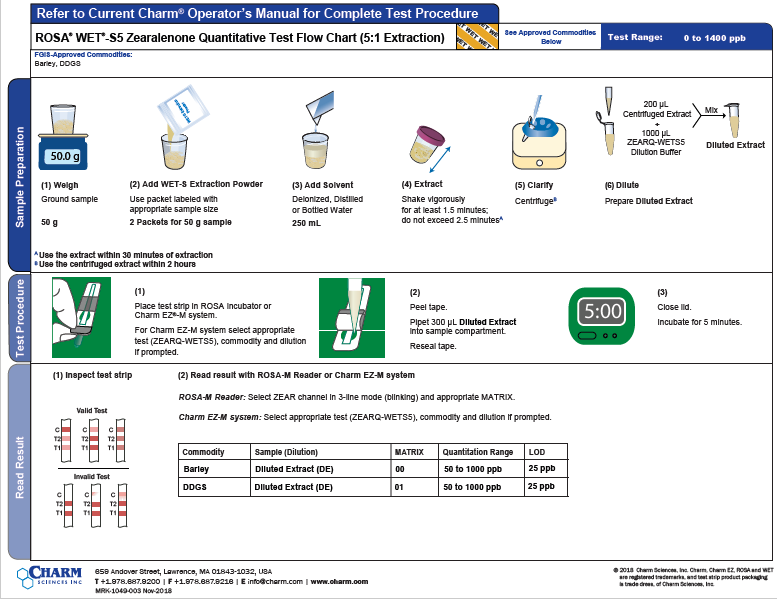 Refer to Current Charm® Operator's Manual for Complete Test Procedure
ROSA® WET®-S5 Zearalenone Quantitative Test Flow Chart (5:1 Extraction)
See Approved Commodities
Below
Test Range: 0 to 1400 ppb
FGIS-Approved Commodities:
Barley, DDGS
Sample Preparation
50.0 g
200 µL
Centrifuged Extract
+
1000 µL
ZEARQ-WETS5
Dilution Buffer
Mix
Diluted Extract
(1) Weigh
Ground sample
50 g
(2) Add WET-S Extraction Powder
Use packet labeled with
appropriate sample size
2 Packets for 50 g sample
(3) Add Solvent
Deionized, Distilled
or Bottled Water
250 mL
(4) Extract
Shake vigorously
for at least 1.5 minutes;
do not exceed 2.5 minutesA
(5) Clarify
CentrifugeB
(6) Dilute
Prepare Diluted Extract
A Use the extract within 30 minutes of extraction
B Use the centrifuged extract within 2 hours
Test Procedure
(1)
Place test strip in ROSA Incubator or
Charm EZ®-M system.
For Charm EZ-M system select appropriate
test (ZEARQ-WETS5), commodity and dilution
if prompted.
(2)
Peel tape.
Pipet 300 µL Diluted Extract
into sample compartment.
Reseal tape.
5:00
(3)
Close lid.
Incubate for 5 minutes.
Read Result
(1) Inspect test strip
Valid Test
C C C
T2 T2 T2
T1 T1 T1
Invalid Test
C C C
T2 T2 T2
T1 T1 T1
(2) Read result with ROSA-M Reader or Charm EZ-M system
ROSA-M Reader: Select ZEAR channel in 3-line mode (blinking) and appropriate MATRIX.
Charm EZ-M system: Select appropriate test (ZEARQ-WETS5), commodity and dilution if prompted.
Commodity Sample (Dilution) MATRIX Quantitation Range LOD
Barley Diluted Extract (DE) 00 50 to 1000 ppb 25 ppb
DDGS Diluted Extract (DE) 01 50 to 1000 ppb 25 ppb
CHARM
SCIENCES INC
659 Andover Street, Lawrence, MA 01843-1032, USA
T +1.978.687.9200 | F +1.978.687.9216 | E info@charm.com | www.charm.com
MRK-1049-003 Nov-2018
© 2018 Charm Sciences, Inc. Charm, Charm EZ, ROSA and WET
are registered trademarks, and test strip product packaging
is trade dress, of Charm Sciences, Inc.